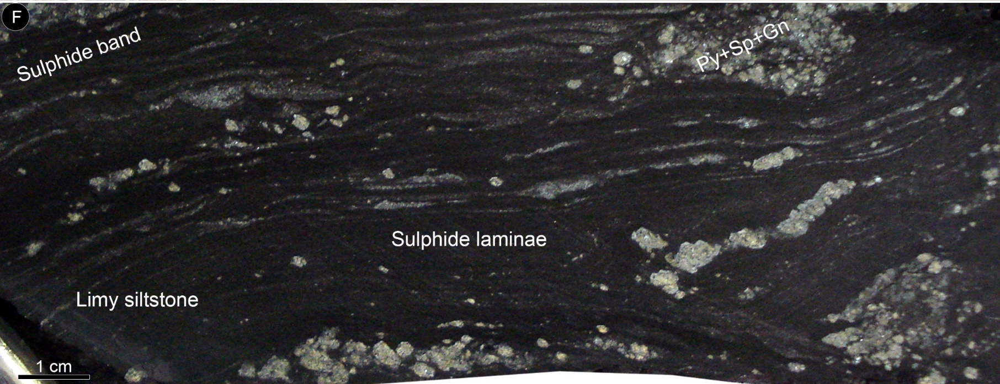 F
Sulphide band
Py+Sp+Gn
Sulphide laminae
Limy siltstone
1 cm